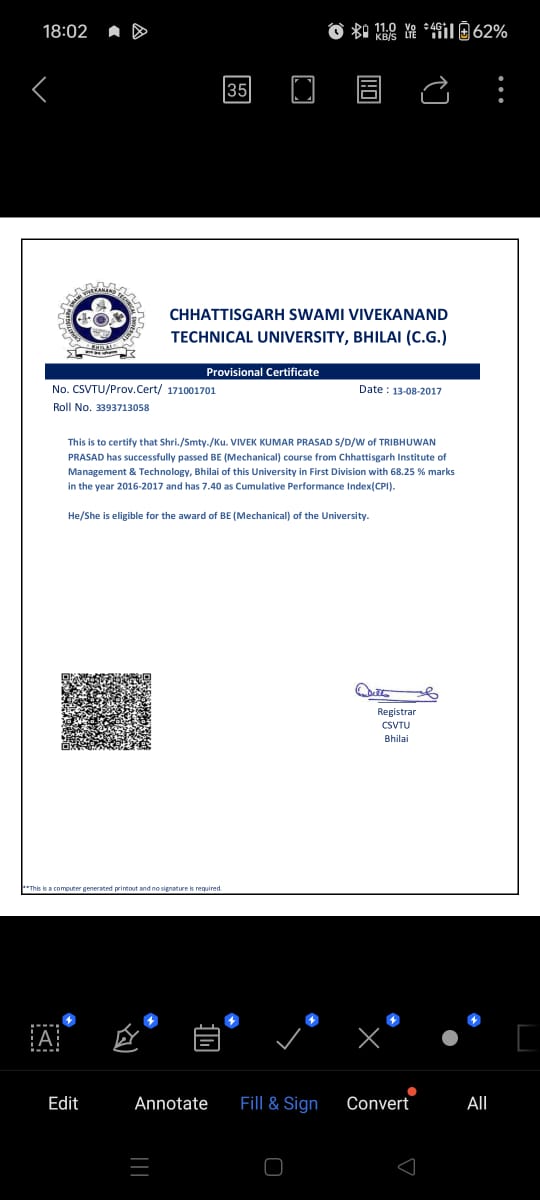 18:02
11.0 KB/S
Vo LTE
4G+
62%
35
CHHATTISGARH SWAMI VIVEKANAND TECHNICAL UNIVERSITY
BHILAI
CHHATTISGARH SWAMI VIVEKANAND
TECHNICAL UNIVERSITY, BHILAI (C.G.)
Provisional Certificate
No. CSVTU/Prov.Cert/ 171001701
Date : 13-08-2017
Roll No. 3393713058
This is to certify that Shri./Smty./Ku. VIVEK KUMAR PRASAD S/D/W of TRIBHUWAN
PRASAD has successfully passed BE (Mechanical) course from Chhattisgarh Institute of
Management & Technology, Bhilai of this University in First Division with 68.25 % marks
in the year 2016-2017 and has 7.40 as Cumulative Performance Index(CPI).
He/She is eligible for the award of BE (Mechanical) of the University.
Registrar
CSVTU
Bhilai
**This is a computer generated printout and no signature is required.
A
Edit
Annotate
Fill & Sign
Convert
All